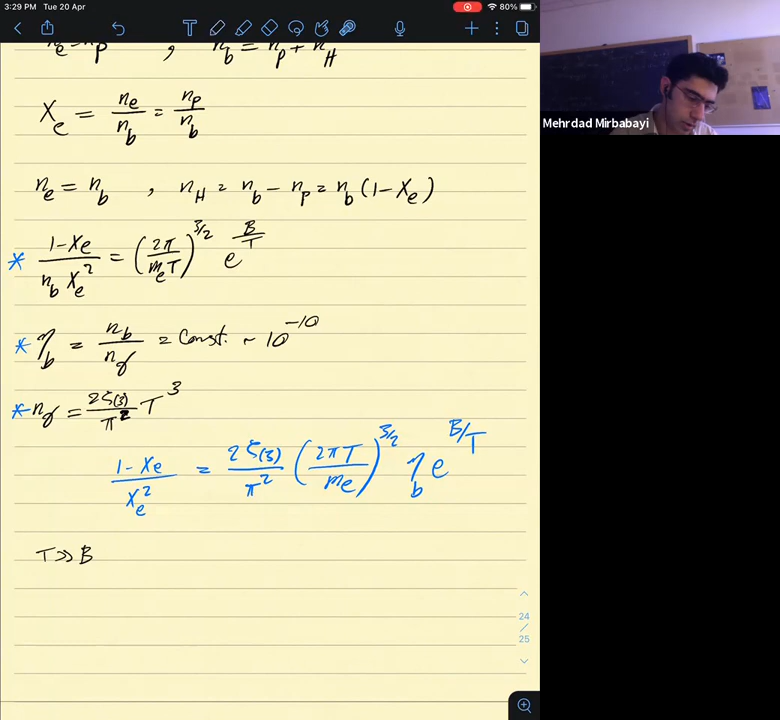 3:29 PM Tue 20 Apr
80%
n_e = n_p , n_b = n_p + n_H
X_e = n_e/n_b = n_p/n_b
n_e = n_b , n_H = n_b - n_p = n_b (1-X_e)
* (1-X_e)/(n_b X_e^2) = (2π/(m_e T))^{3/2} e^{B/T}
* η_b = n_b/n_γ = Const. ~ 10^{-10}
* n_γ = 2ζ(3)/π^2 T^3
(1-X_e)/X_e^2 = 2ζ(3)/π^2 (2πT/m_e)^{3/2} η_b e^{B/T}
T >> B
24
/
25
Mehrdad Mirbabayi